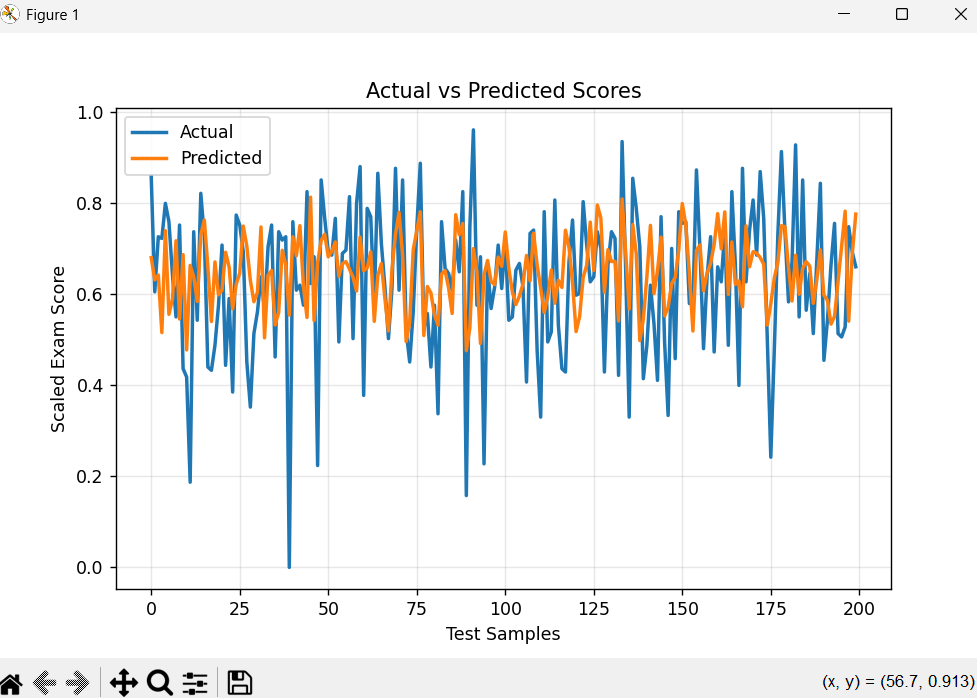 Figure 1
Actual vs Predicted Scores
Actual
Predicted
1.0
0.8
0.6
0.4
0.2
0.0
Scaled Exam Score
0 25 50 75 100 125 150 175 200
Test Samples
(x, y) = (56.7, 0.913)